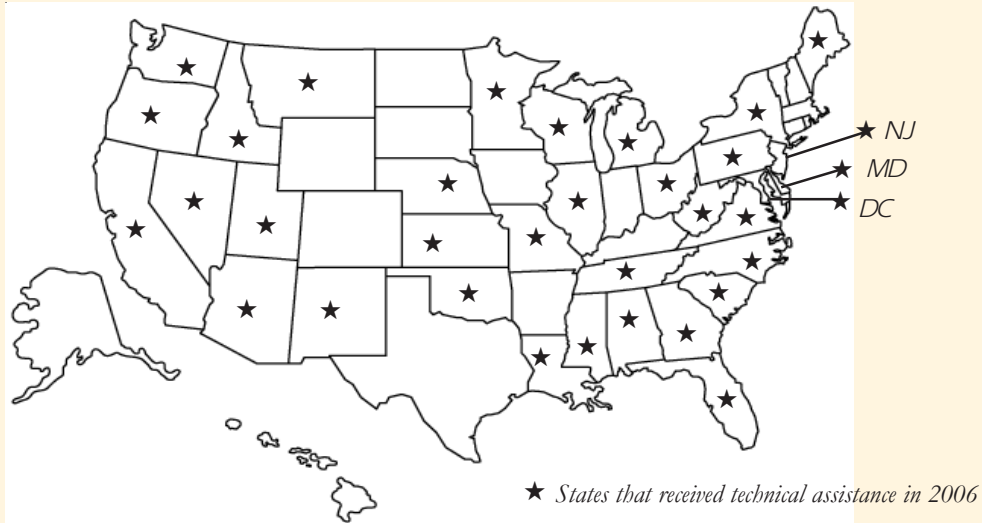 NJ
MD
DC
★ States that received technical assistance in 2006